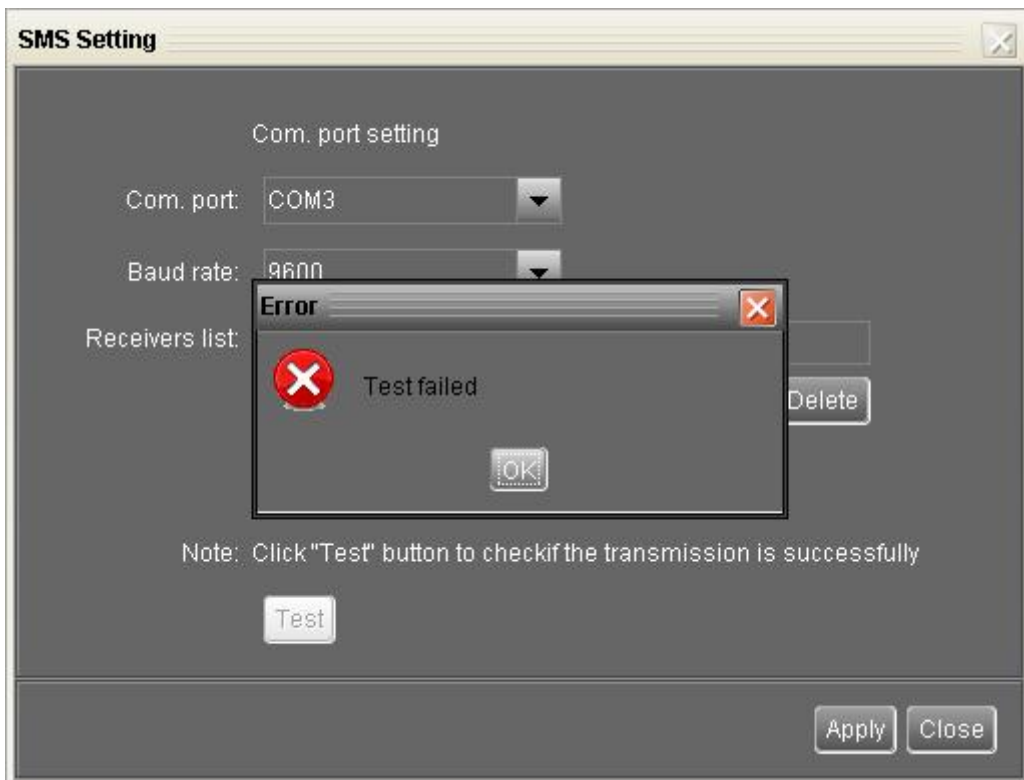 SMS Setting
Com. port setting
Com. port: COM3
Baud rate: 9600
Error
Receivers list:
Test failed
Delete
OK
Note: Click "Test" button to checkif the transmission is successfully
Test
Apply Close